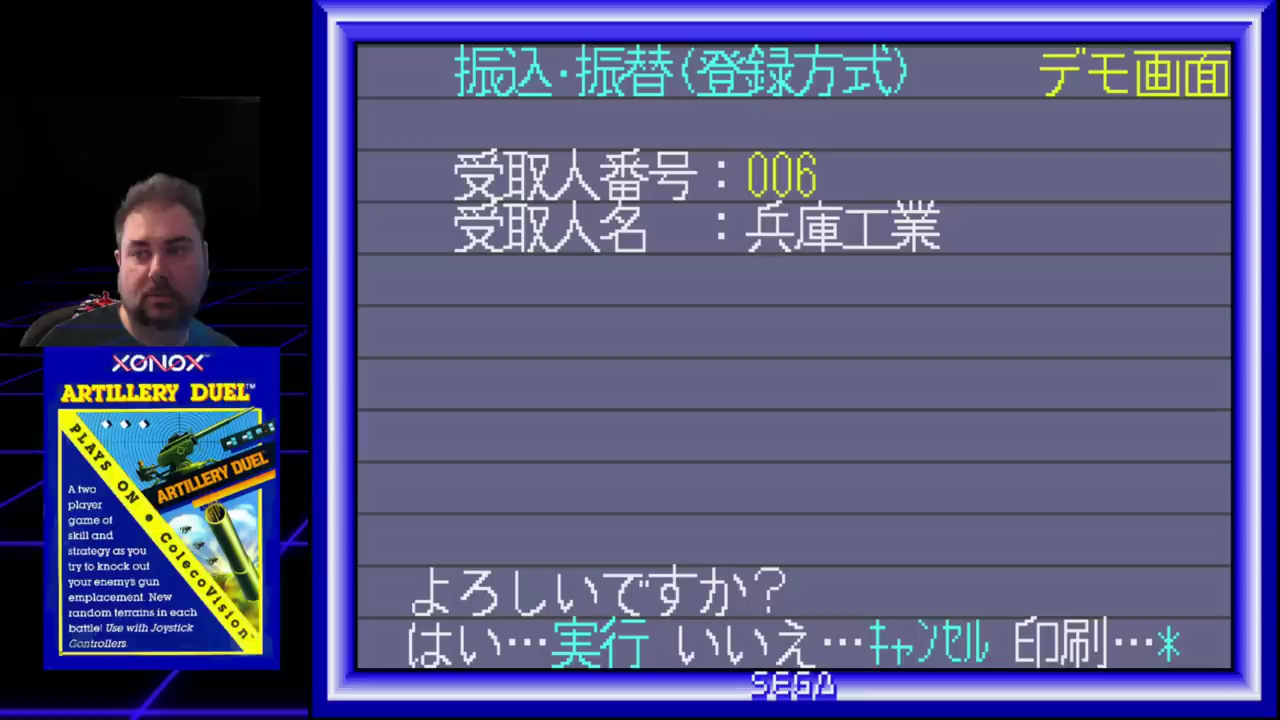 振込・振替(登録方式) デモ画面
受取人番号：006
受取人名　：兵庫工業
よろしいですか？
はい…実行 いいえ…ｷｬﾝｾﾙ 印刷…*
SEGA
XONOX™
ARTILLERY DUEL™
PLAYS ON • ColecoVision™
ARTILLERY DUEL
A two
player
game of
skill and
strategy as you
try to knock out
your enemy's gun
emplacement. New
random terrains in each
battle! Use with Joystick
Controllers.